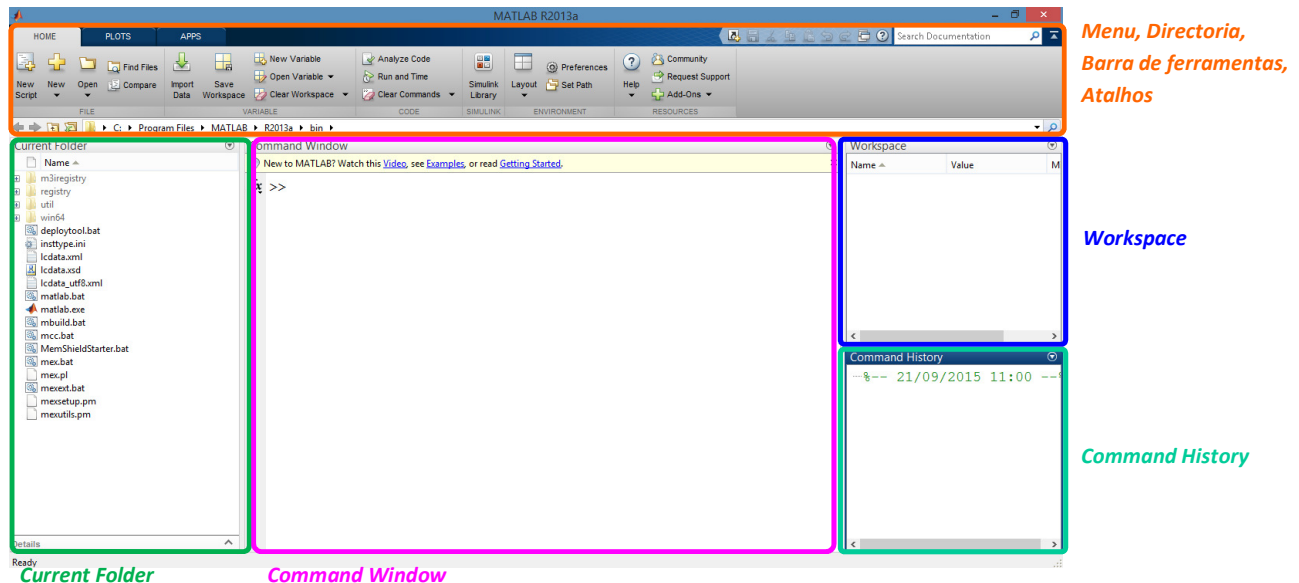 MATLAB R2013a
HOME PLOTS APPS Search Documentation
New Script New Open Find Files Compare Import Data Save Workspace New Variable Open Variable Clear Workspace Analyze Code Run and Time Clear Commands Simulink Library Layout Preferences Set Path Help Community Request Support Add-Ons
FILE VARIABLE CODE SIMULINK ENVIRONMENT RESOURCES
C: Program Files MATLAB R2013a bin
Menu, Directoria,
Barra de ferramentas,
Atalhos
Current Folder
Name
m3iregistry
registry
util
win64
deploytool.bat
insttype.ini
lcdata.xml
lcdata.xsd
lcdata_utf8.xml
matlab.bat
matlab.exe
mbuild.bat
mcc.bat
MemShieldStarter.bat
mex.bat
mex.pl
mexext.bat
mexsetup.pm
mexutils.pm
Details
Ready
Command Window
New to MATLAB? Watch this Video, see Examples, or read Getting Started.
fx >>
Workspace
Name Value M
Workspace
Command History
--%-- 21/09/2015 11:00 --%
Command History
Current Folder
Command Window